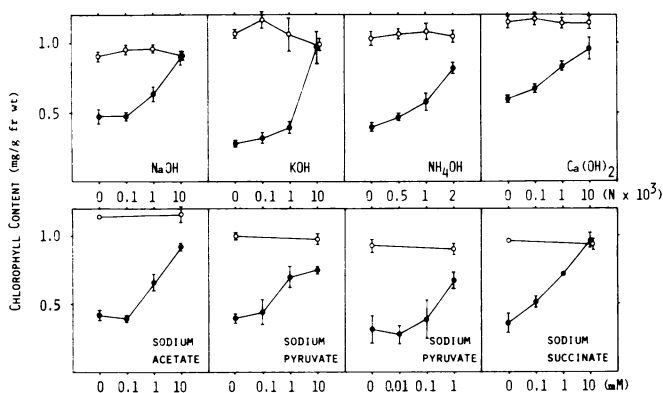 CHLOROPHYLL CONTENT (mg/g fr wt)
1.0
0.5
NaOH
KOH
NH4OH
Ca(OH)2
0 0.1 1 10
0 0.1 1 10
0 0.5 1 2
0 0.1 1 10 (N x 10³)
1.0
0.5
SODIUM
ACETATE
SODIUM
PYRUVATE
SODIUM
PYRUVATE
SODIUM
SUCCINATE
0 0.1 1 10
0 0.1 1 10
0 0.01 0.1 1
0 0.1 1 10 (mM)